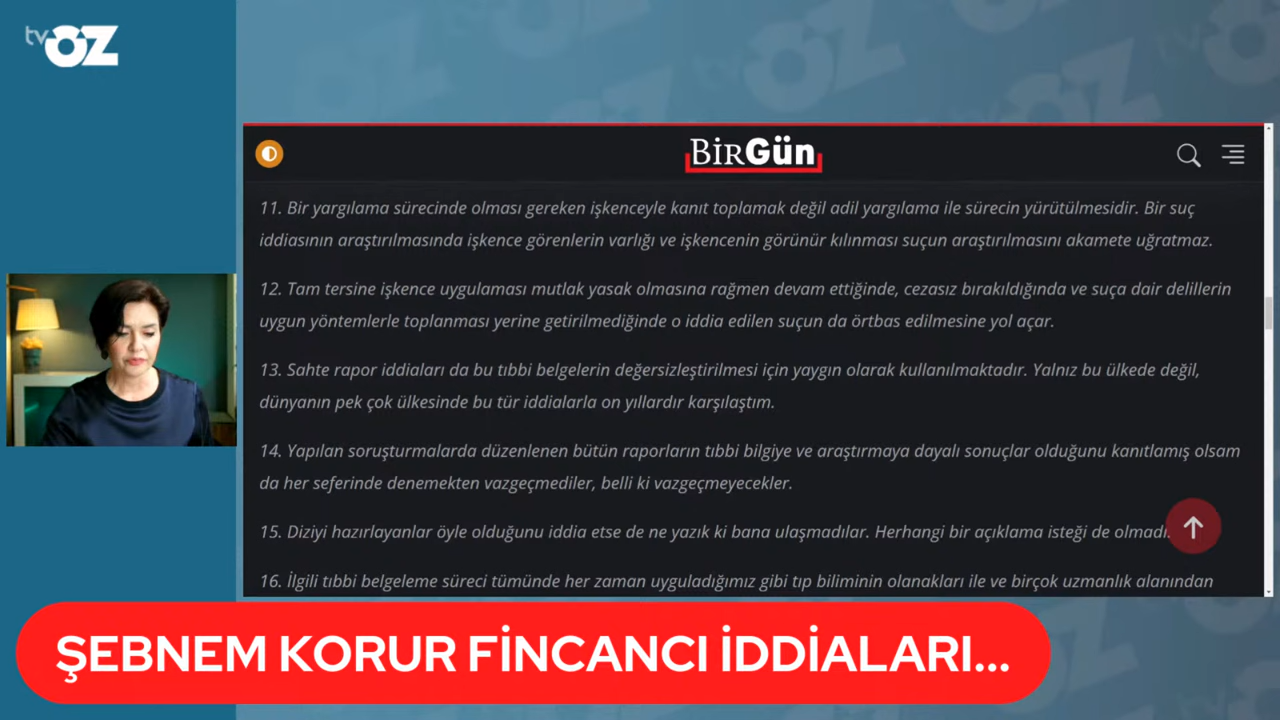 tv ÖZ
BirGün
11. Bir yargılama sürecinde olması gereken işkenceyle kanıt toplamak değil adil yargılama ile sürecin yürütülmesidir. Bir suç
iddiasının araştırılmasında işkence görenlerin varlığı ve işkencenin görünür kılınması suçun araştırılmasını akamete uğratmaz.
12. Tam tersine işkence uygulaması mutlak yasak olmasına rağmen devam ettiğinde, cezasız bırakıldığında ve suça dair delillerin
uygun yöntemlerle toplanması yerine getirilmediğinde o iddia edilen suçun da örtbas edilmesine yol açar.
13. Sahte rapor iddiaları da bu tıbbi belgelerin değersizleştirilmesi için yaygın olarak kullanılmaktadır. Yalnız bu ülkede değil,
dünyanın pek çok ülkesinde bu tür iddialarla on yıllardır karşılaştım.
14. Yapılan soruşturmalarda düzenlenen bütün raporların tıbbi bilgiye ve araştırmaya dayalı sonuçlar olduğunu kanıtlamış olsam
da her seferinde denemekten vazgeçmediler, belli ki vazgeçmeyecekler.
15. Diziyi hazırlayanlar öyle olduğunu iddia etse de ne yazık ki bana ulaşmadılar. Herhangi bir açıklama isteği de olmadı.
16. İlgili tıbbi belgeleme süreci tümünde her zaman uyguladığımız gibi tıp biliminin olanakları ile ve birçok uzmanlık alanından
ŞEBNEM KORUR FİNCANCI İDDİALARI...